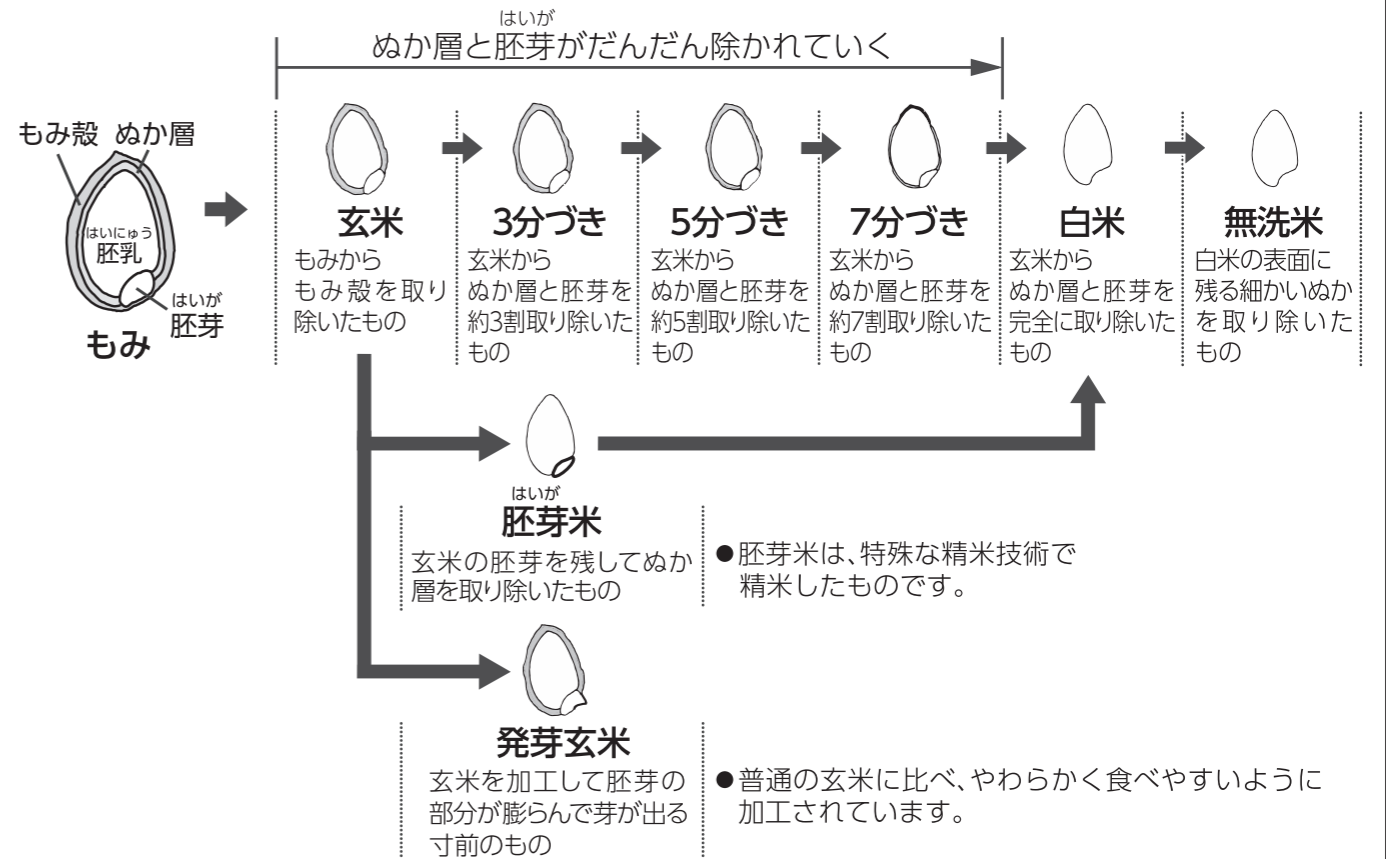 はいが
ぬか層と胚芽がだんだん除かれていく
もみ殻 ぬか層
はいにゅう
胚乳
はいが
胚芽
もみ
玄米
もみから
もみ殻を取り
除いたもの
3分づき
玄米から
ぬか層と胚芽を
約3割取り除いた
もの
5分づき
玄米から
ぬか層と胚芽を
約5割取り除いた
もの
7分づき
玄米から
ぬか層と胚芽を
約7割取り除いた
もの
白米
玄米から
ぬか層と胚芽を
完全に取り除いた
もの
無洗米
白米の表面に
残る細かいぬか
を取り除いた
もの
はいが
胚芽米
玄米の胚芽を残してぬか
層を取り除いたもの
●胚芽米は、特殊な精米技術で
精米したものです。
発芽玄米
玄米を加工して胚芽の
部分が膨らんで芽が出る
寸前のもの
●普通の玄米に比べ、やわらかく食べやすいように
加工されています。